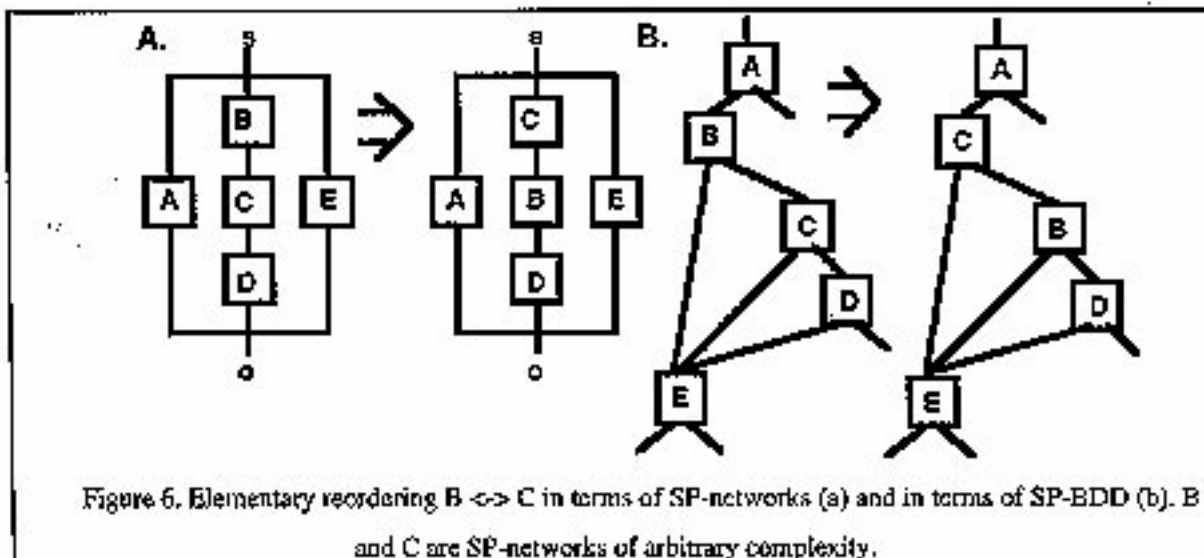 A.
s
B
A
C
E
D
o
s
C
A
B
E
D
o
B.
A
B
C
D
E
A
C
B
D
E
Figure 6. Elementary reordering B <-> C in terms of SP-networks (a) and in terms of SP-BDD (b). B
and C are SP-networks of arbitrary complexity.